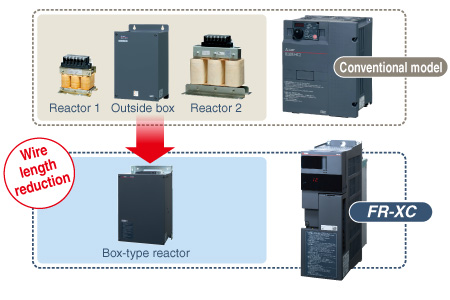 Conventional model
Reactor 1 Outside box Reactor 2
Wire
length
reduction
FR-XC
Box-type reactor